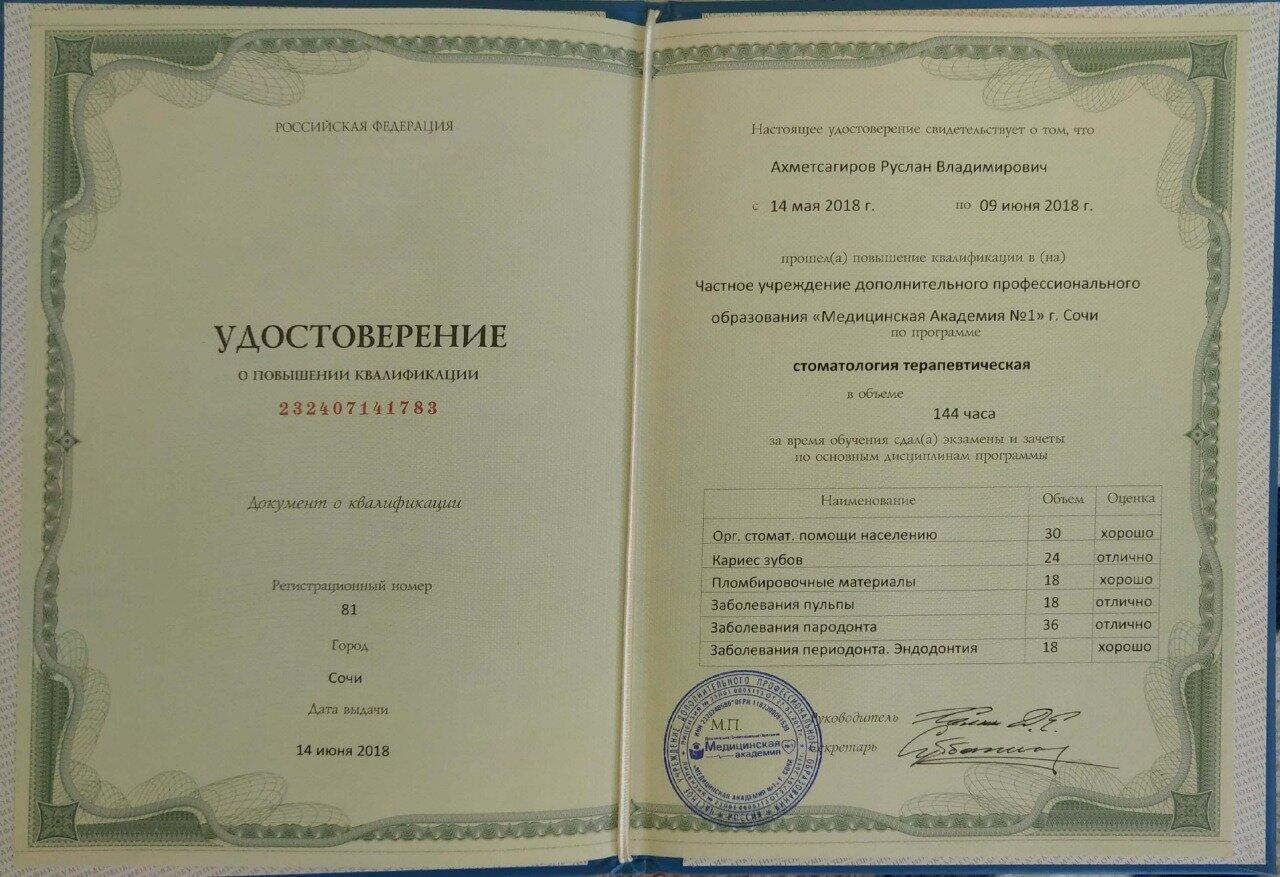 РОССИЙСКАЯ ФЕДЕРАЦИЯ
УДОСТОВЕРЕНИЕ
О ПОВЫШЕНИИ КВАЛИФИКАЦИИ
232407141783
Документ о квалификации
Регистрационный номер
81
Город
Сочи
Дата выдачи
14 июня 2018
Настоящее удостоверение свидетельствует о том, что
Ахметсагиров Руслан Владимирович
с 14 мая 2018 г. по 09 июня 2018 г.
прошел(а) повышение квалификации в (на)
Частное учреждение дополнительного профессионального
образования «Медицинская Академия №1» г. Сочи
по программе
стоматология терапевтическая
в объеме
144 часа
за время обучения сдал(а) экзамены и зачеты
по основным дисциплинам программы
Наименование Объем Оценка
Орг. стомат. помощи населению 30 хорошо
Кариес зубов 24 отлично
Пломбировочные материалы 18 хорошо
Заболевания пульпы 18 отлично
Заболевания пародонта 36 отлично
Заболевания периодонта. Эндодонтия 18 хорошо
М.П.
Руководитель
Секретарь
Медицинская
академия
РОССИЯ